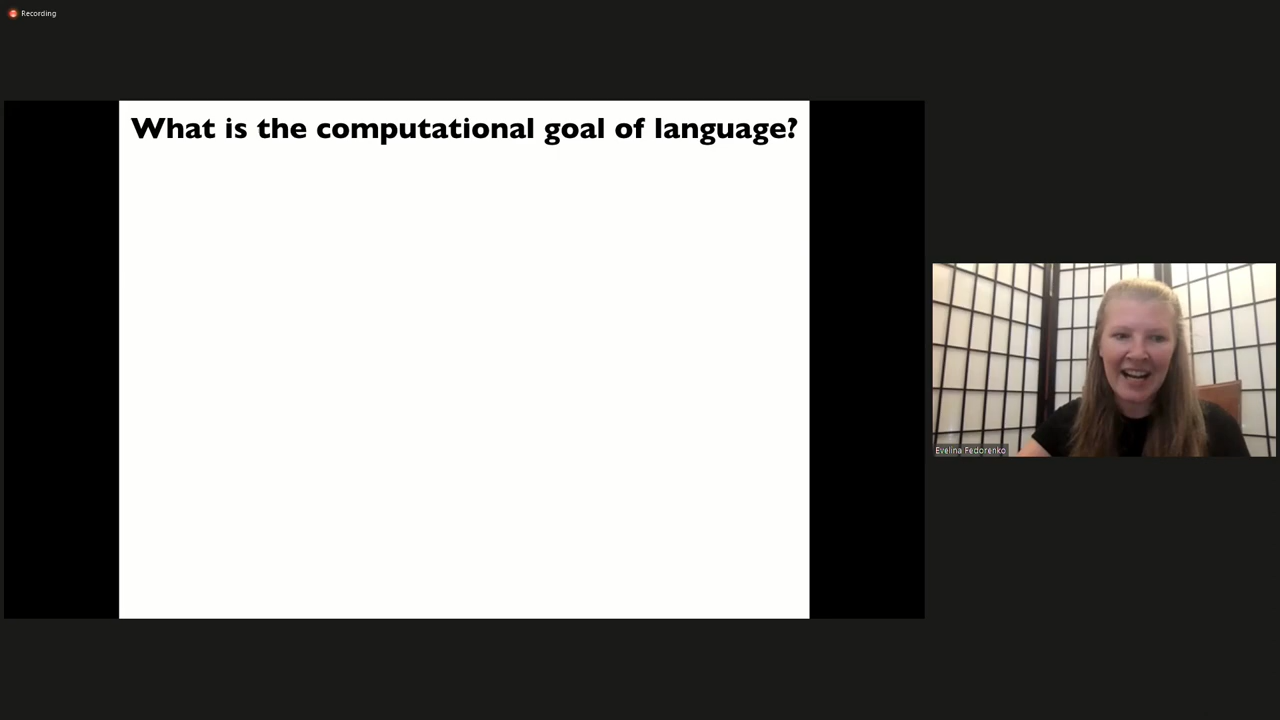 Recording
What is the computational goal of language?
Evelina Fedorenko